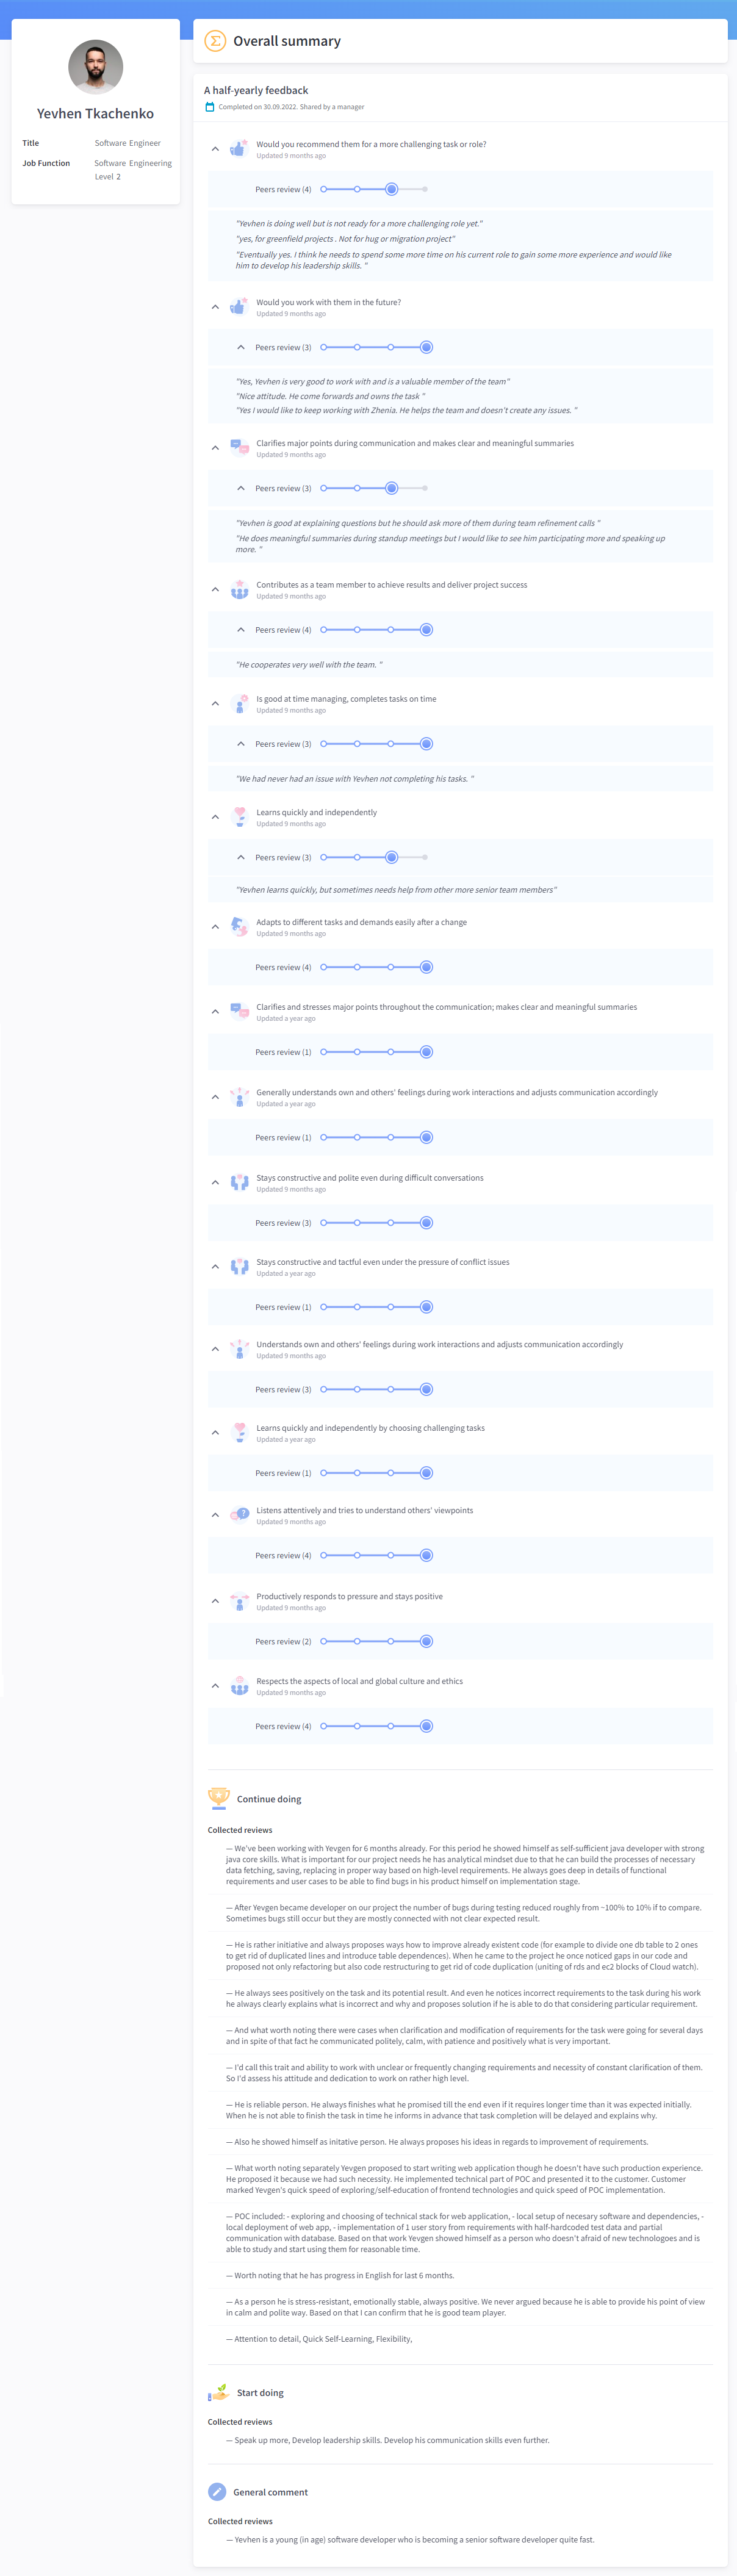 Overall summary
Yevhen Tkachenko
Title Software Engineer
Job Function Software Engineering
Level 2
A half-yearly feedback
Completed on 30.09.2022. Shared by a manager
Would you recommend them for a more challenging task or role?
Updated 9 months ago
Peers review (4)
"Yevhen is doing well but is not ready for a more challenging role yet."
"yes, for greenfield projects . Not for hug or migration project"
"Eventually yes. I think he needs to spend some more time on his current role to gain some more experience and would like
him to develop his leadership skills. "
Would you work with them in the future?
Updated 9 months ago
Peers review (3)
"Yes, Yevhen is very good to work with and is a valuable member of the team"
"Nice attitude. He come forwards and owns the task "
"Yes I would like to keep working with Zhenia. He helps the team and doesn't create any issues. "
Clarifies major points during communication and makes clear and meaningful summaries
Updated 9 months ago
Peers review (3)
"Yevhen is good at explaining questions but he should ask more of them during team refinement calls "
"He does meaningful summaries during standup meetings but I would like to see him participating more and speaking up
more. "
Contributes as a team member to achieve results and deliver project success
Updated 9 months ago
Peers review (4)
"He cooperates very well with the team. "
Is good at time managing, completes tasks on time
Updated 9 months ago
Peers review (3)
"We had never had an issue with Yevhen not completing his tasks. "
Learns quickly and independently
Updated 9 months ago
Peers review (3)
"Yevhen learns quickly, but sometimes needs help from other more senior team members"
Adapts to different tasks and demands easily after a change
Updated 9 months ago
Peers review (4)
Clarifies and stresses major points throughout the communication; makes clear and meaningful summaries
Updated a year ago
Peers review (1)
Generally understands own and others' feelings during work interactions and adjusts communication accordingly
Updated a year ago
Peers review (1)
Stays constructive and polite even during difficult conversations
Updated 9 months ago
Peers review (3)
Stays constructive and tactful even under the pressure of conflict issues
Updated a year ago
Peers review (1)
Understands own and others' feelings during work interactions and adjusts communication accordingly
Updated 9 months ago
Peers review (3)
Learns quickly and independently by choosing challenging tasks
Updated a year ago
Peers review (1)
Listens attentively and tries to understand others' viewpoints
Updated 9 months ago
Peers review (4)
Productively responds to pressure and stays positive
Updated 9 months ago
Peers review (2)
Respects the aspects of local and global culture and ethics
Updated 9 months ago
Peers review (4)
Continue doing
Collected reviews
— We've been working with Yevgen for 6 months already. For this period he showed himself as self-sufficient java developer with strong
java core skills. What is important for our project needs he has analytical mindset due to that he can build the processes of necessary
data fetching, saving, replacing in proper way based on high-level requirements. He always goes deep in details of functional
requirements and user cases to be able to find bugs in his product himself on implementation stage.
— After Yevgen became developer on our project the number of bugs during testing reduced roughly from ~100% to 10% if to compare.
Sometimes bugs still occur but they are mostly connected with not clear expected result.
— He is rather initiative and always proposes ways how to improve already existent code (for example to divide one db table to 2 ones
to get rid of duplicated lines and introduce table dependences). When he came to the project he once noticed gaps in our code and
proposed not only refactoring but also code restructuring to get rid of code duplication (uniting of rds and ec2 blocks of Cloud watch).
— He always sees positively on the task and its potential result. And even he notices incorrect requirements to the task during his work
he always clearly explains what is incorrect and why and proposes solution if he is able to do that considering particular requirement.
— And what worth noting there were cases when clarification and modification of requirements for the task were going for several days
and in spite of that fact he communicated politely, calm, with patience and positively what is very important.
— I'd call this trait and ability to work with unclear or frequently changing requirements and necessity of constant clarification of them.
So I'd assess his attitude and dedication to work on rather high level.
— He is reliable person. He always finishes what he promised till the end even if it requires longer time than it was expected initially.
When he is not able to finish the task in time he informs in advance that task completion will be delayed and explains why.
— Also he showed himself as initative person. He always proposes his ideas in regards to improvement of requirements.
— What worth noting separately Yevgen proposed to start writing web application though he doesn't have such production experience.
He proposed it because we had such necessity. He implemented technical part of POC and presented it to the customer. Customer
marked Yevgen's quick speed of exploring/self-education of frontend technologies and quick speed of POC implementation.
— POC included: - exploring and choosing of technical stack for web application, - local setup of necesary software and dependencies, -
local deployment of web app, - implementation of 1 user story from requirements with half-hardcoded test data and partial
communication with database. Based on that work Yevgen showed himself as a person who doesn't afraid of new technologoes and is
able to study and start using them for reasonable time.
— Worth noting that he has progress in English for last 6 months.
— As a person he is stress-resistant, emotionally stable, always positive. We never argued because he is able to provide his point of view
in calm and polite way. Based on that I can confirm that he is good team player.
— Attention to detail, Quick Self-Learning, Flexibility,
Start doing
Collected reviews
— Speak up more, Develop leadership skills. Develop his communication skills even further.
General comment
Collected reviews
— Yevhen is a young (in age) software developer who is becoming a senior software developer quite fast.